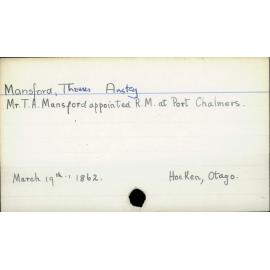 Mansford, Thomas Anstey
Mr. T. A. Mansford appointed R.M. at Port Chalmers.
March 19th., 1862. Hocken, Otago.